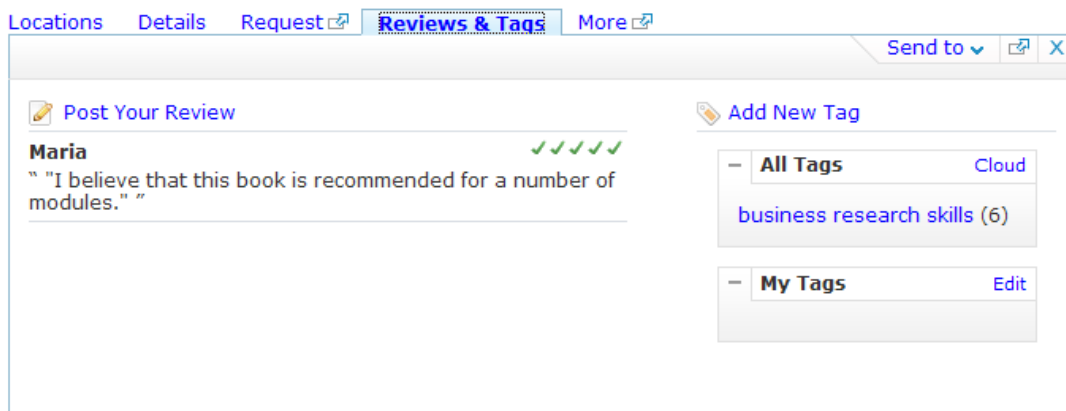 Locations Details Request Reviews & Tags More
Send to X
Post Your Review
Maria
“ "I believe that this book is recommended for a number of
modules." ”
Add New Tag
All Tags Cloud
business research skills (6)
My Tags Edit